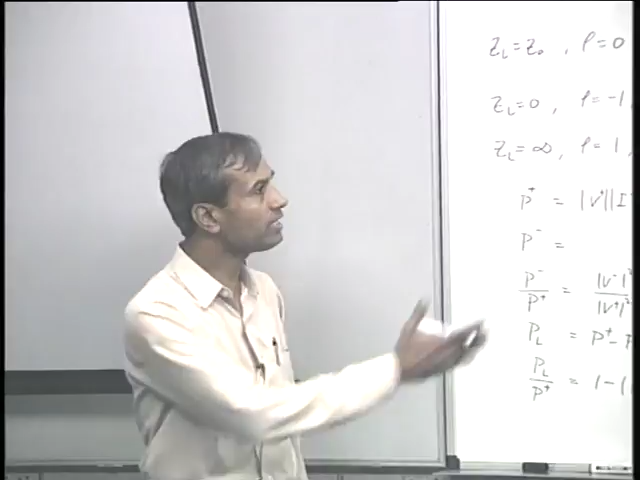 Z_L = Z_0 , ρ = 0
Z_L = 0 , ρ = -1,
Z_L = ∞ , ρ = 1,
P^+ = |V^+||I
P^- =
P^-/P^+ = |V^-|^2/|V^+|^2
P_L = P^+ - P
P_L/P^+ = 1 -